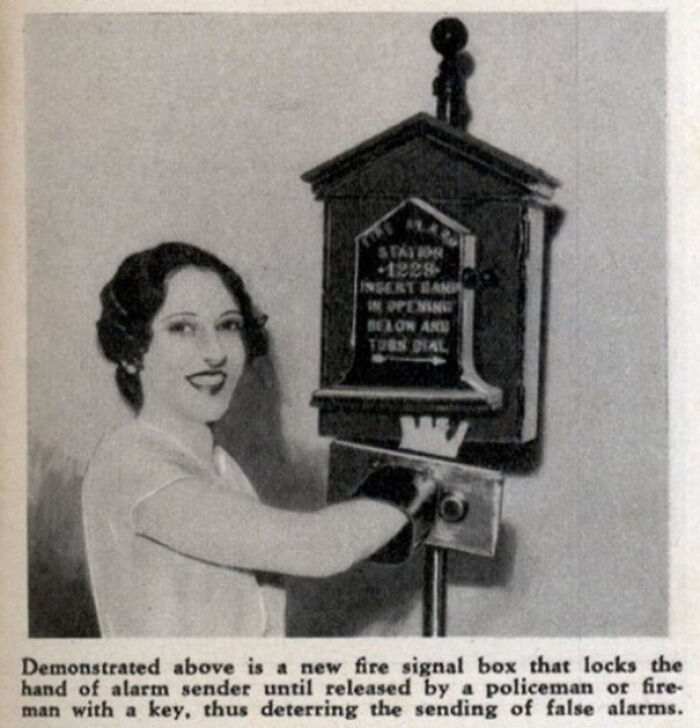 FIRE ALARM
STATION
·1228·
INSERT HAND
IN OPENING
BELOW AND
TURN DIAL
Demonstrated above is a new fire signal box that locks the
hand of alarm sender until released by a policeman or fire-
man with a key, thus deterring the sending of false alarms.